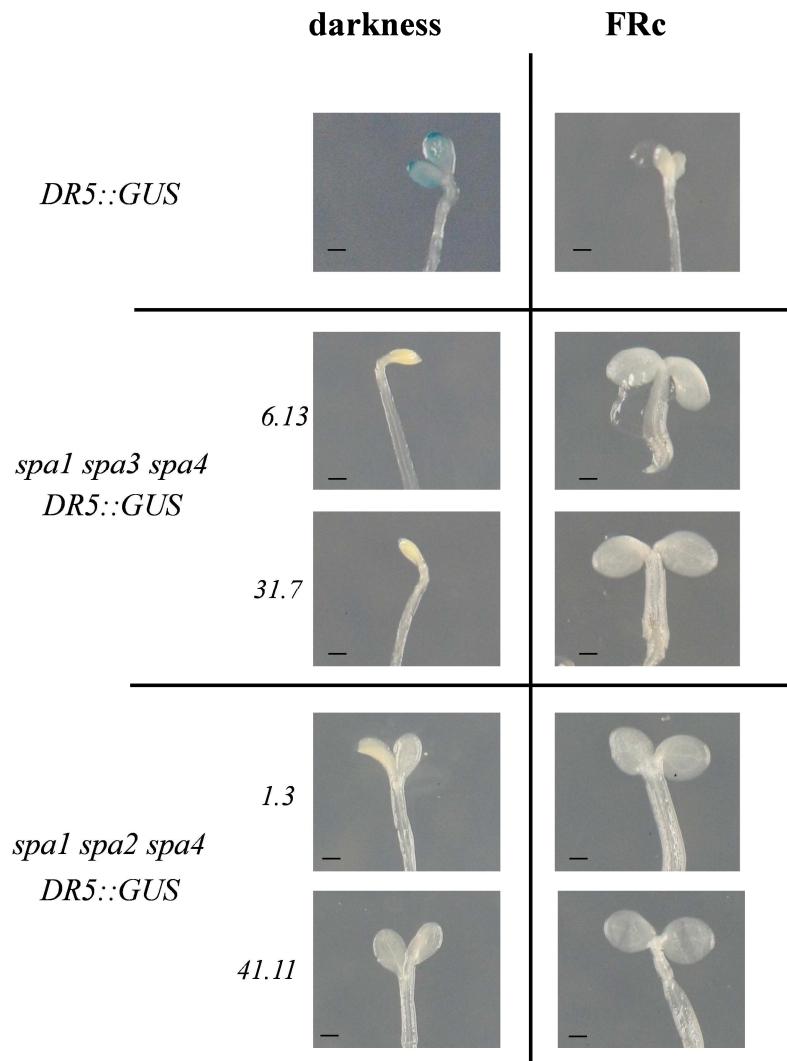 darkness
FRc
DR5::GUS
6.13
spa1 spa3 spa4
DR5::GUS
31.7
1.3
spa1 spa2 spa4
DR5::GUS
41.11